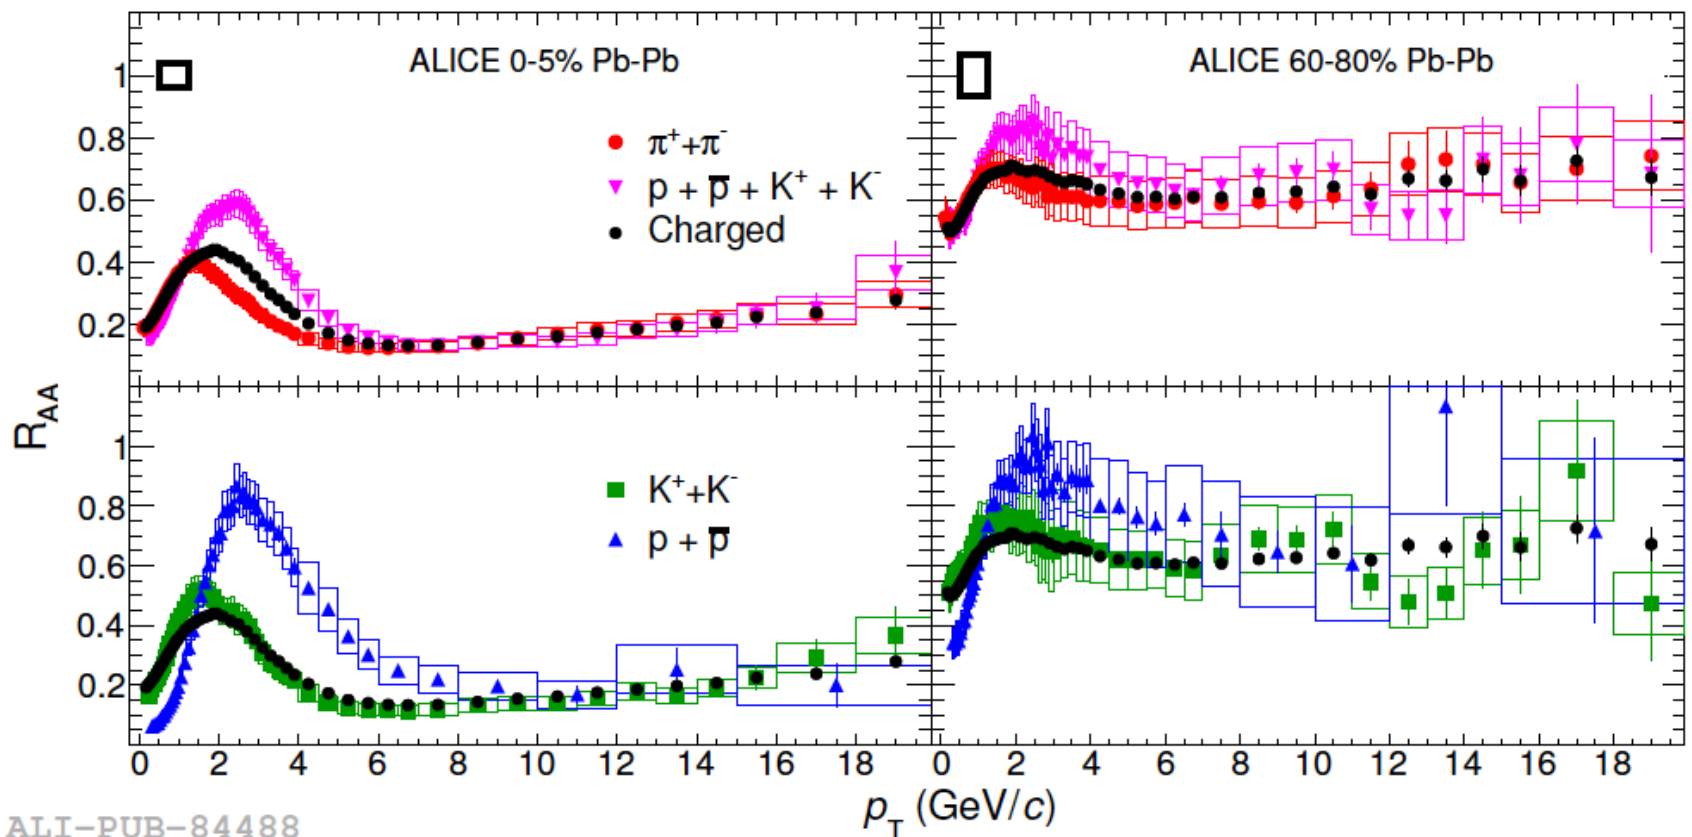 ALICE 0-5% Pb-Pb
ALICE 60-80% Pb-Pb
1
0.8
0.6
0.4
0.2
π⁺+π⁻
p + p̅ + K⁺ + K⁻
Charged
R_AA
1
0.8
0.6
0.4
0.2
K⁺+K⁻
p + p̅
0 2 4 6 8 10 12 14 16 18
2 4 6 8 10 12 14 16 18
0
p_T (GeV/c)
ALI-PUB-84488